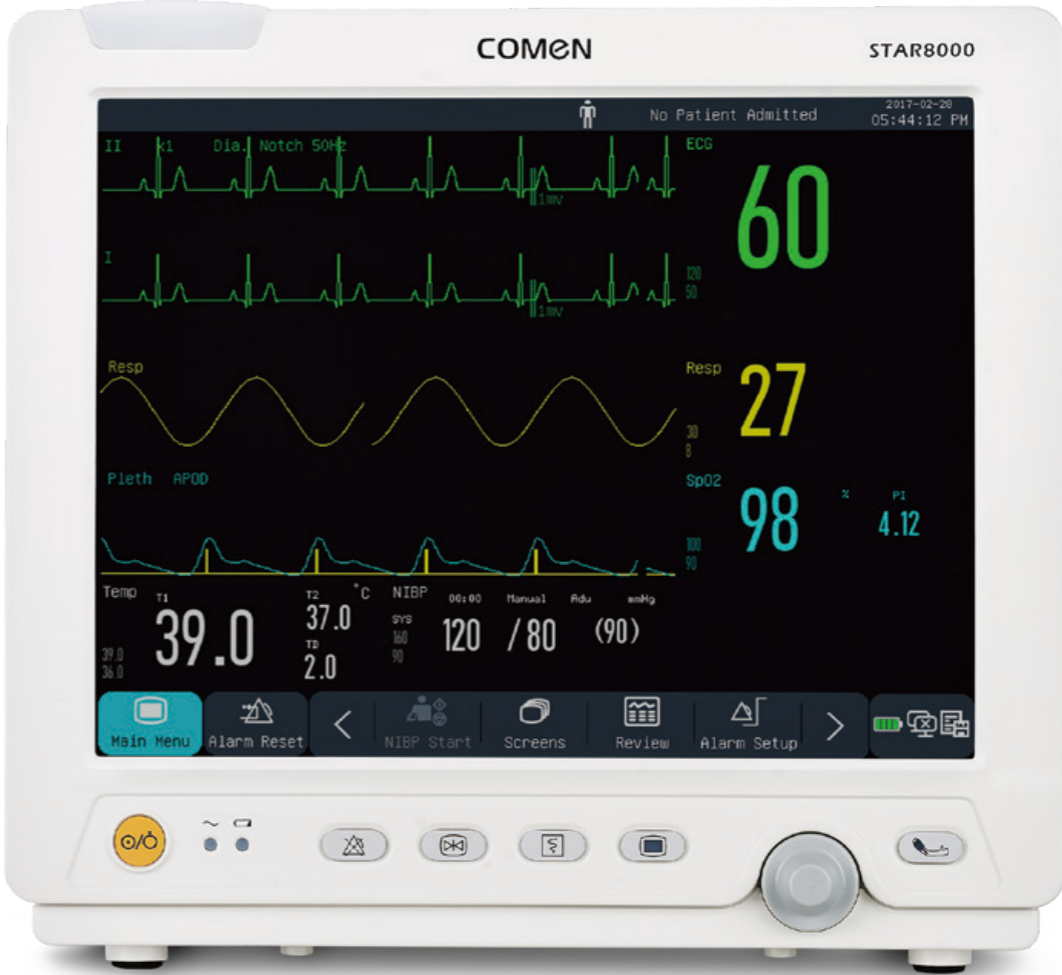 COMEN
STAR8000
No Patient Admitted
2017-02-28
05:44:12 PM
II x1 Dia. Notch 50Hz
1mv
ECG
60
120
50
I
1mv
Resp
Resp
27
30
8
Pleth APOD
SpO2
98
%
PI
4.12
100
90
Temp
T1
39.0
39.0
36.0
T2
°C
37.0
TD
2.0
NIBP 00:00 Manual Adu mmHg
SYS
160
90
120 / 80 (90)
Main Menu
Alarm Reset
<
NIBP Start
Screens
Review
Alarm Setup
>